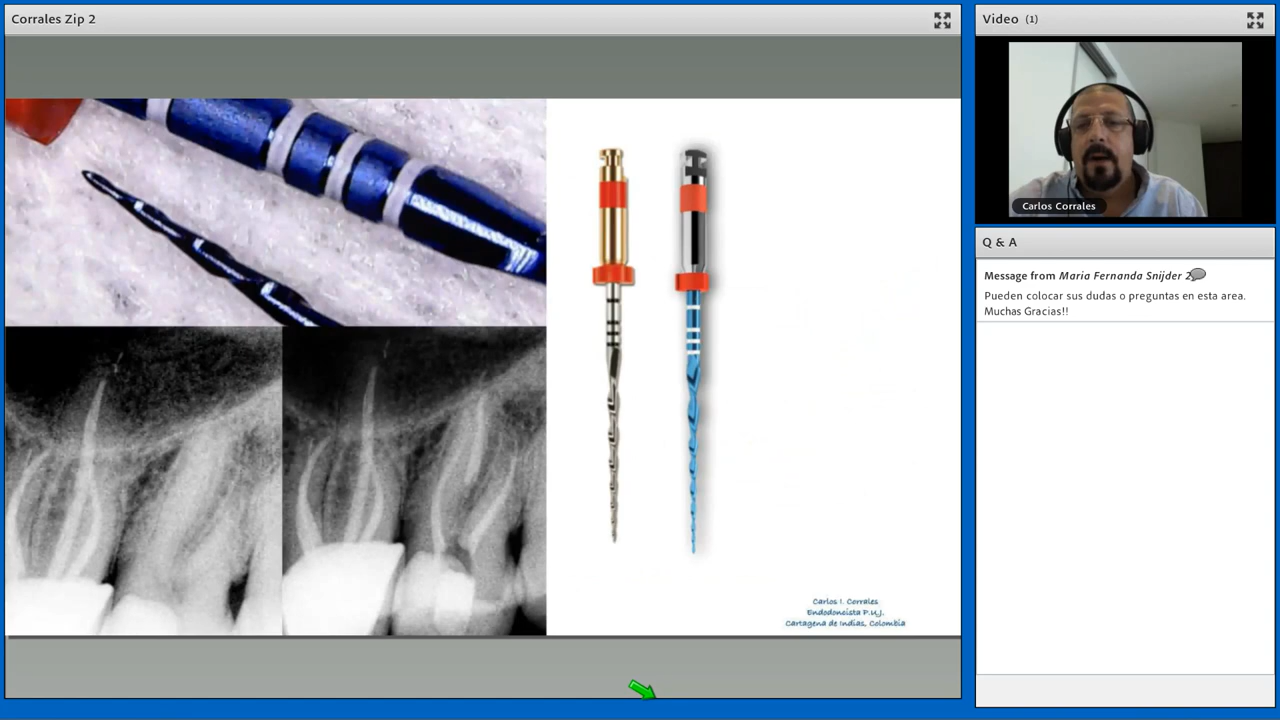 Corrales Zip 2
Carlos I. Corrales
Endodoncista P.U.J.
Cartagena de Indias, Colombia
Video (1)
Carlos Corrales
Q & A
Message from Maria Fernanda Snijder 2
Pueden colocar sus dudas o preguntas en esta area.
Muchas Gracias!!